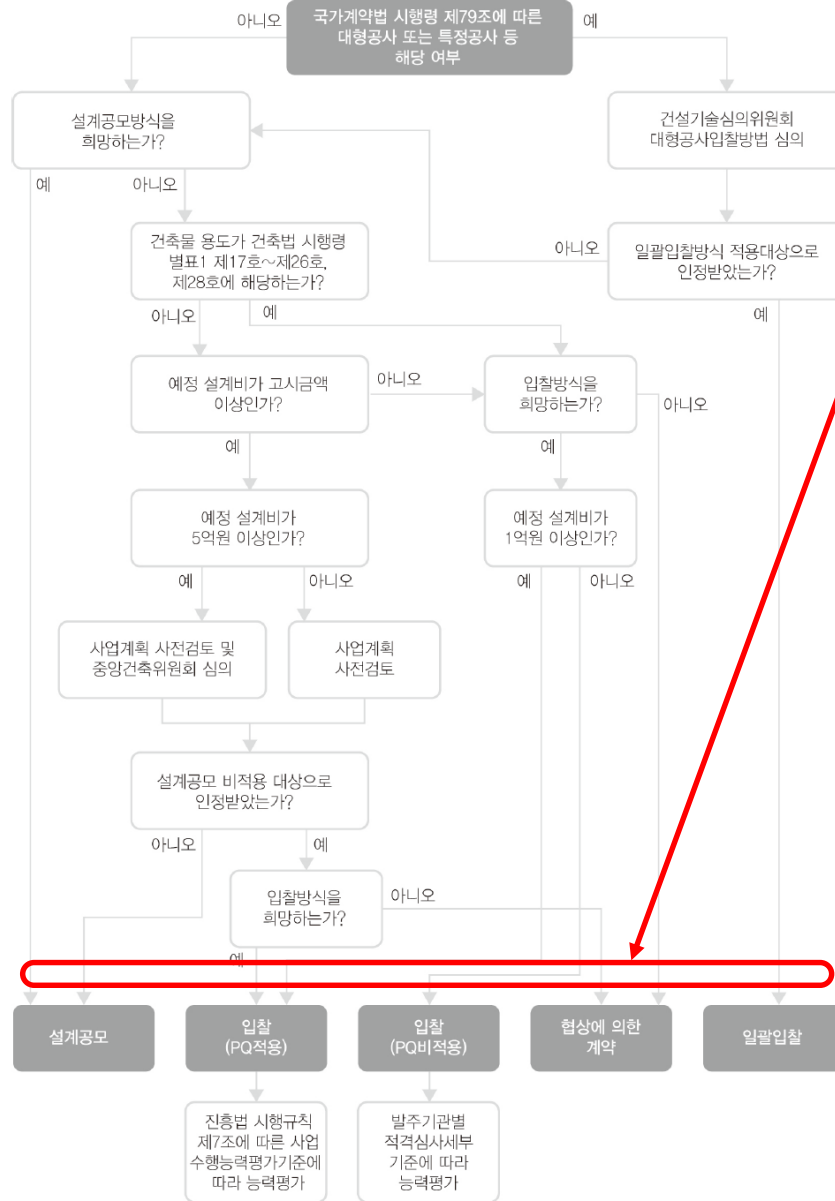 국가계약법 시행령 제79조에 따른
대형공사 또는 특정공사 등
해당 여부
아니오
예
설계공모방식을
희망하는가?
건설기술심의위원회
대형공사입찰방법 심의
예
아니오
아니오
건축물 용도가 건축법 시행령
별표1 제17호~제26호,
제28호에 해당하는가?
일괄입찰방식 적용대상으로
인정받았는가?
아니오
예
예
예정 설계비가 고시금액
이상인가?
아니오
입찰방식을
희망하는가?
아니오
예
예
예정 설계비가
5억원 이상인가?
예정 설계비가
1억원 이상인가?
예
아니오
예
아니오
사업계획 사전검토 및
중앙건축위원회 심의
사업계획
사전검토
설계공모 비적용 대상으로
인정받았는가?
아니오
예
입찰방식을
희망하는가?
아니오
예
설계공모
입찰
(PQ적용)
입찰
(PQ비적용)
협상에 의한
계약
일괄입찰
진흥법 시행규칙
제7조에 따른 사업
수행능력평가기준에
따라 능력평가
발주기관별
적격심사세부
기준에 따라
능력평가